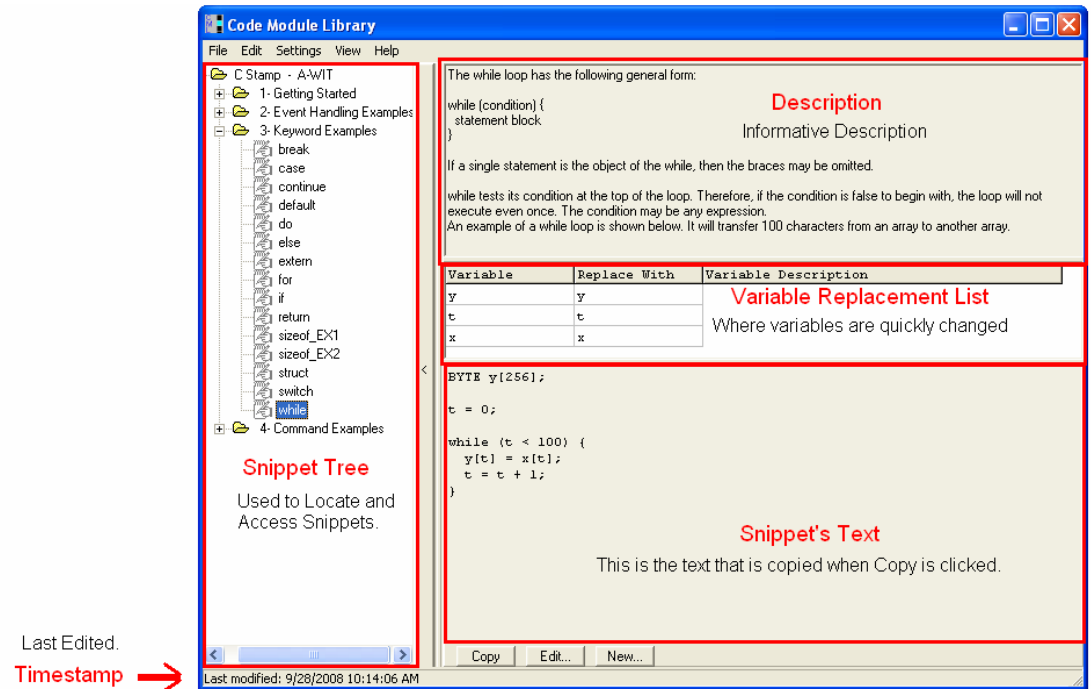 Code Module Library
File Edit Settings View Help
C Stamp - A-WIT
1- Getting Started
2- Event Handling Examples
3- Keyword Examples
break
case
continue
default
do
else
extern
for
if
return
sizeof_EX1
sizeof_EX2
struct
switch
while
4- Command Examples
Snippet Tree
Used to Locate and
Access Snippets.
The while loop has the following general form:
while (condition) {
statement block
}
If a single statement is the object of the while, then the braces may be omitted.
while tests its condition at the top of the loop. Therefore, if the condition is false to begin with, the loop will not
execute even once. The condition may be any expression.
An example of a while loop is shown below. It will transfer 100 characters from an array to another array.
Description
Informative Description
Variable Replace With Variable Description
y y
t t
x x
Variable Replacement List
Where variables are quickly changed
<
BYTE y[256];
t = 0;
while (t < 100) {
y[t] = x[t];
t = t + 1;
}
Snippet's Text
This is the text that is copied when Copy is clicked.
Copy Edit... New...
Last Edited.
Timestamp
Last modified: 9/28/2008 10:14:06 AM